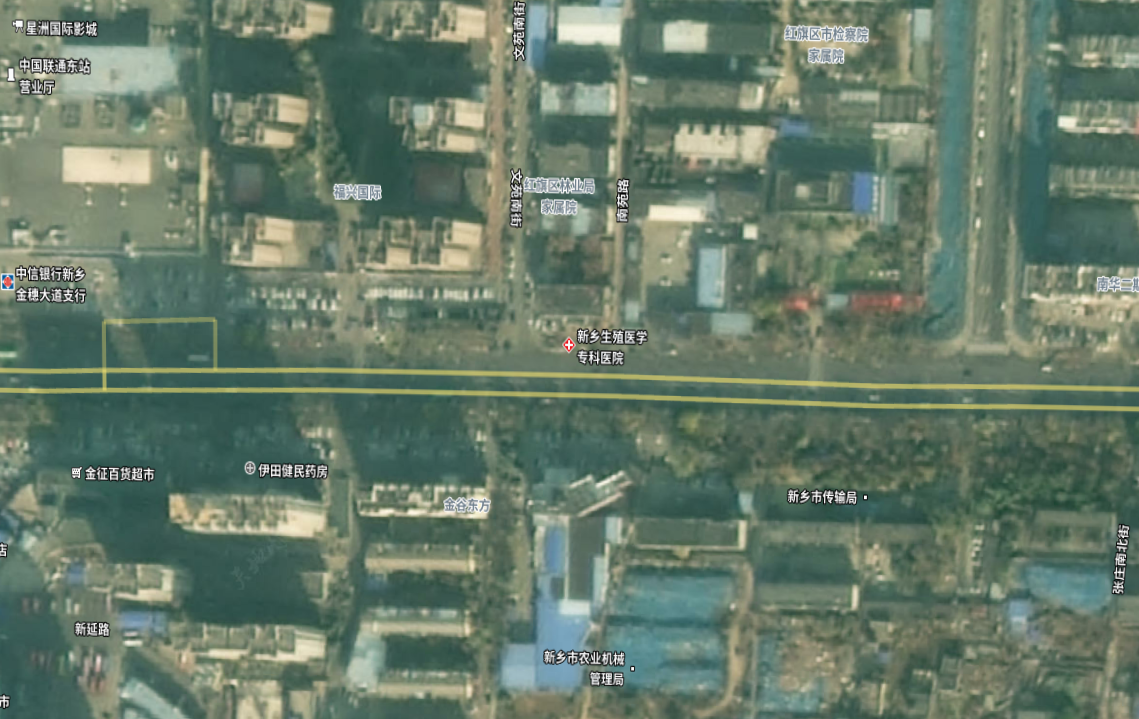 星洲国际影城
中国联通东站
营业厅
文苑南街
红旗区市检察院
家属院
福兴国际
文苑南街
红旗区林业局
家属院
南苑路
中信银行新乡
金穗大道支行
南华二期
新乡生殖医学
专科医院
金征百货超市
伊田健民药房
金谷东方
新乡市传输局
店
张庄南北街
新延路
新乡市农业机械
管理局
市